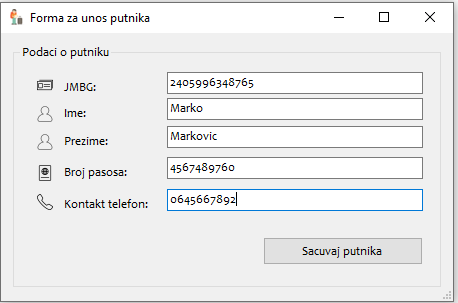 Forma za unos putnika
Podaci o putniku
JMBG: 2405996348765
Ime: Marko
Prezime: Markovic
Broj pasosa: 4567489760
Kontakt telefon: 0645667892
Sacuvaj putnika